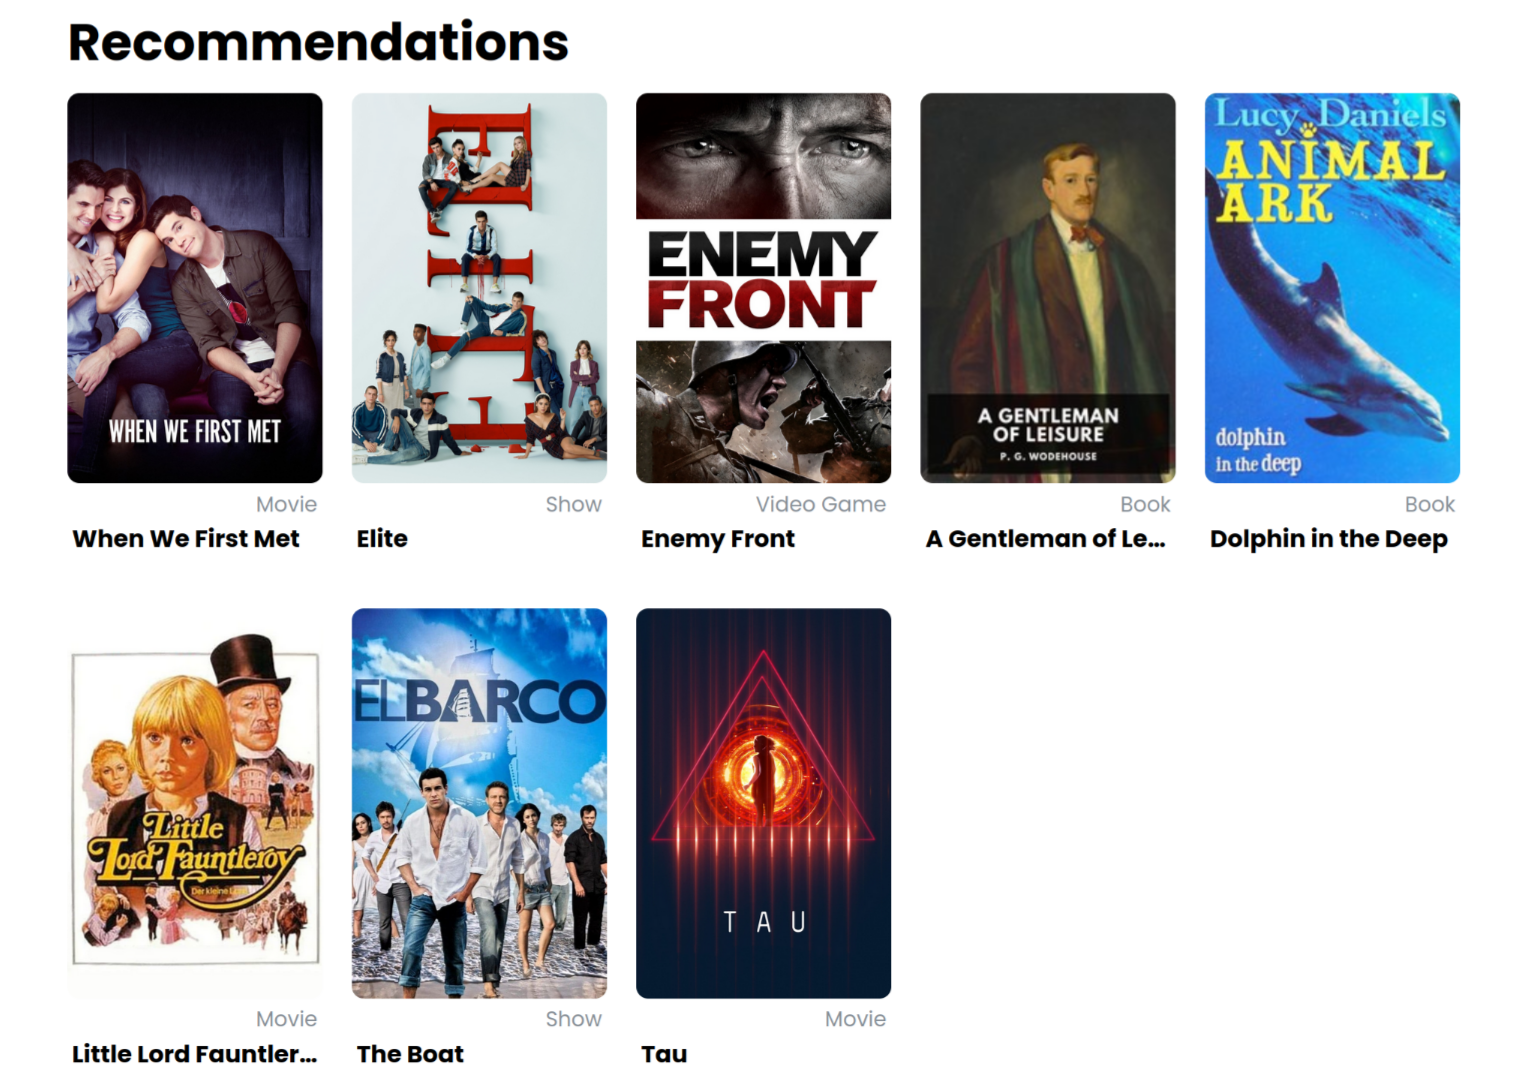 Recommendations
WHEN WE FIRST MET
ELITE
ENEMY
FRONT
A GENTLEMAN
OF LEISURE
P. G. WODEHOUSE
Lucy Daniels
ANIMAL
ARK
dolphin
in the deep
Movie
When We First Met
Show
Elite
Video Game
Enemy Front
Book
A Gentleman of Le...
Book
Dolphin in the Deep
Little
Lord Fauntleroy
Der kleine Lord
EL BARCO
TAU
Movie
Little Lord Fauntler...
Show
The Boat
Movie
Tau